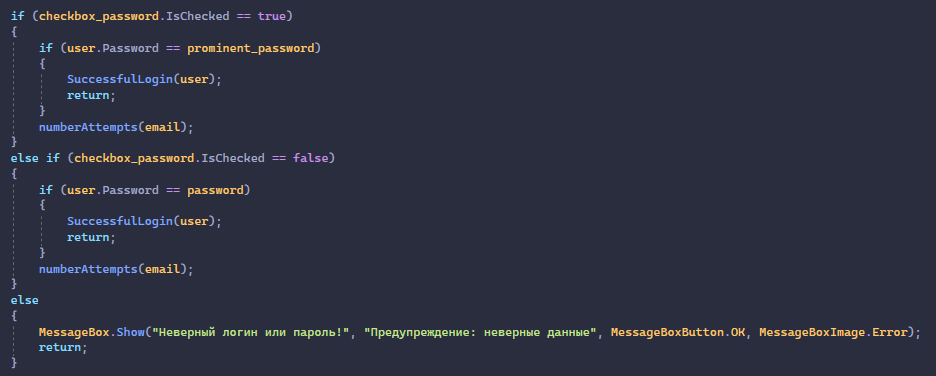 if (checkbox_password.IsChecked == true)
{
    if (user.Password == prominent_password)
    {
        SuccessfulLogin(user);
        return;
    }
    numberAttempts(email);
}
else if (checkbox_password.IsChecked == false)
{
    if (user.Password == password)
    {
        SuccessfulLogin(user);
        return;
    }
    numberAttempts(email);
}
else
{
    MessageBox.Show("Неверный логин или пароль!", "Предупреждение: неверные данные", MessageBoxButton.OK, MessageBoxImage.Error);
    return;
}